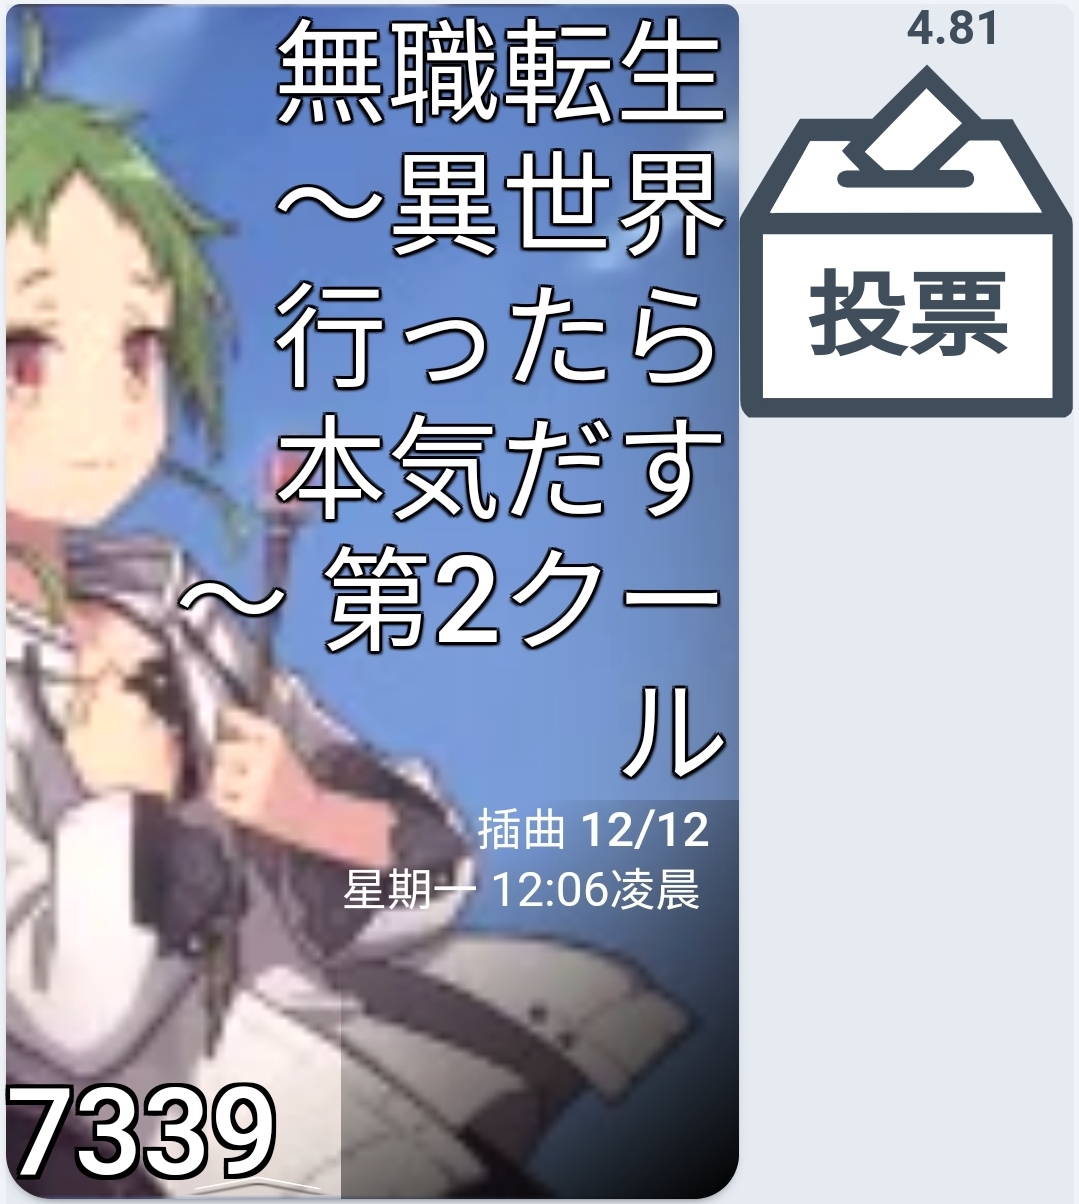 無職転生
～異世界
行ったら
本気だす
～ 第2クー
ル
插曲 12/12
星期一 12:06凌晨
7339
4.81
投票